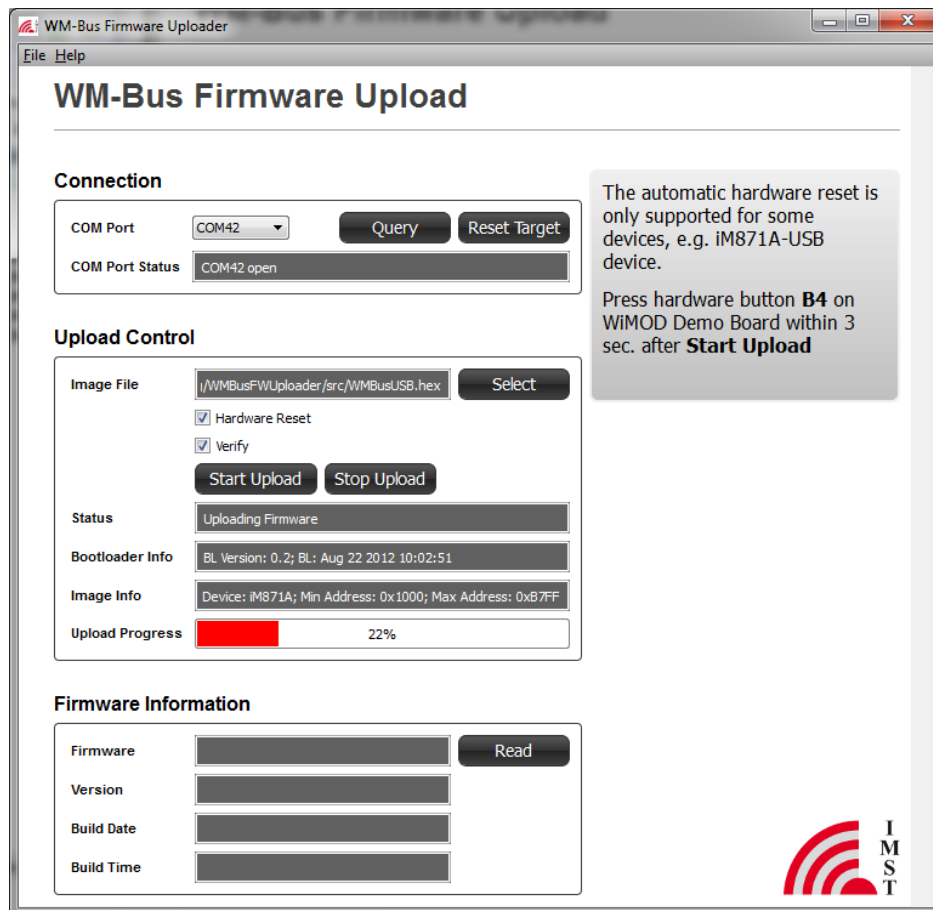 WM-Bus Firmware Uploader
File Help
WM-Bus Firmware Upload
Connection
COM Port COM42 Query Reset Target
COM Port Status COM42 open
The automatic hardware reset is
only supported for some
devices, e.g. iM871A-USB
device.
Press hardware button B4 on
WiMOD Demo Board within 3
sec. after Start Upload
Upload Control
Image File /WMBusFWUploader/src/WMBusUSB.hex Select
Hardware Reset
Verify
Start Upload Stop Upload
Status Uploading Firmware
Bootloader Info BL Version: 0.2; BL: Aug 22 2012 10:02:51
Image Info Device: iM871A; Min Address: 0x1000; Max Address: 0xB7FF
Upload Progress 22%
Firmware Information
Firmware Read
Version
Build Date
Build Time
I
M
S
T